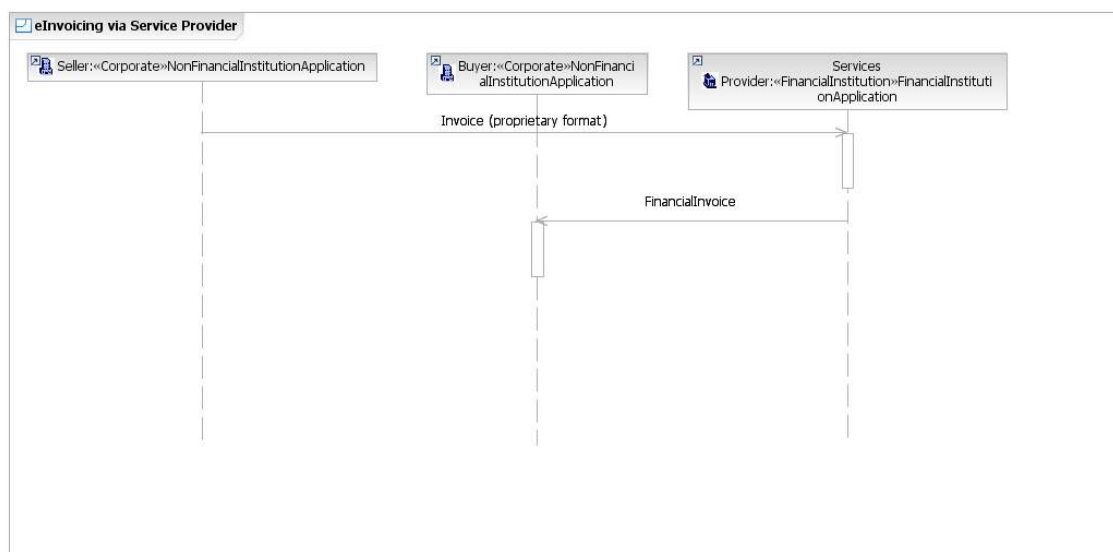 eInvoicing via Service Provider
Seller:«Corporate»NonFinancialInstitutionApplication
Buyer:«Corporate»NonFinanci
alInstitutionApplication
Services
Provider:«FinancialInstitution»FinancialInstituti
onApplication
Invoice (proprietary format)
FinancialInvoice